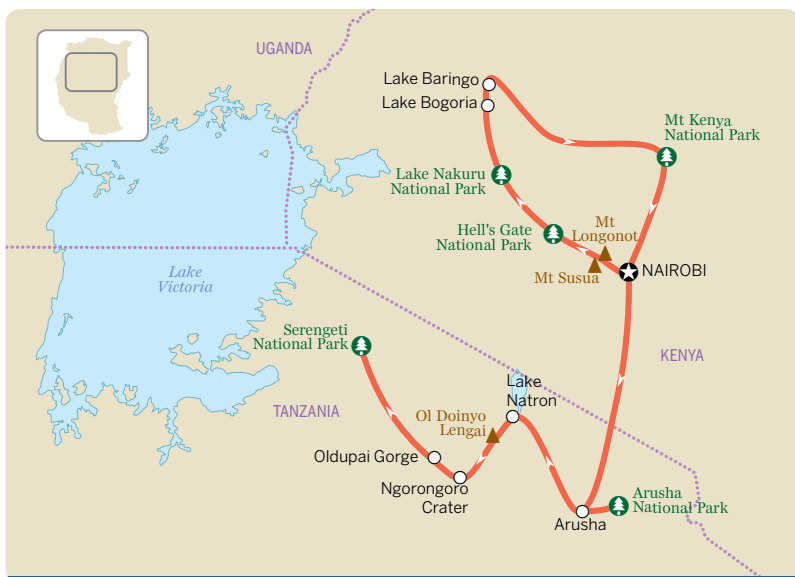 UGANDA
Lake Baringo
Lake Bogoria
Mt Kenya
National Park
Lake Nakuru
National Park
Hell's Gate
National Park
Mt
Longonot
Mt Susua
NAIROBI
Lake
Victoria
Serengeti
National Park
KENYA
TANZANIA
Lake
Natron
Ol Doinyo
Lengai
Oldupai Gorge
Ngorongoro
Crater
Arusha
National Park
Arusha